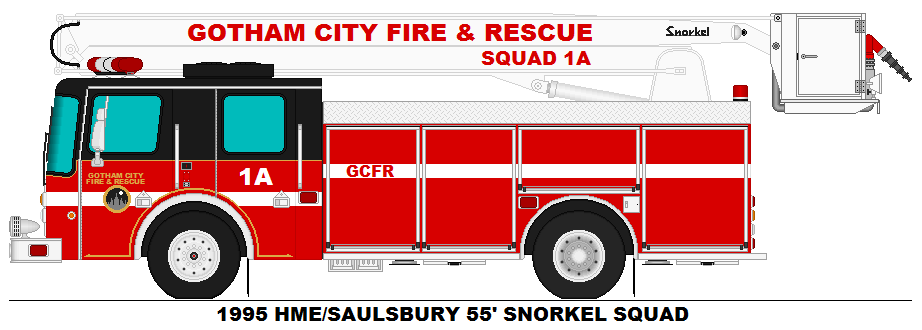 GOTHAM CITY FIRE & RESCUE
Snorkel
SQUAD 1A
GOTHAM CITY
FIRE & RESCUE
1A
GCFR
1995 HME/SAULSBURY 55' SNORKEL SQUAD